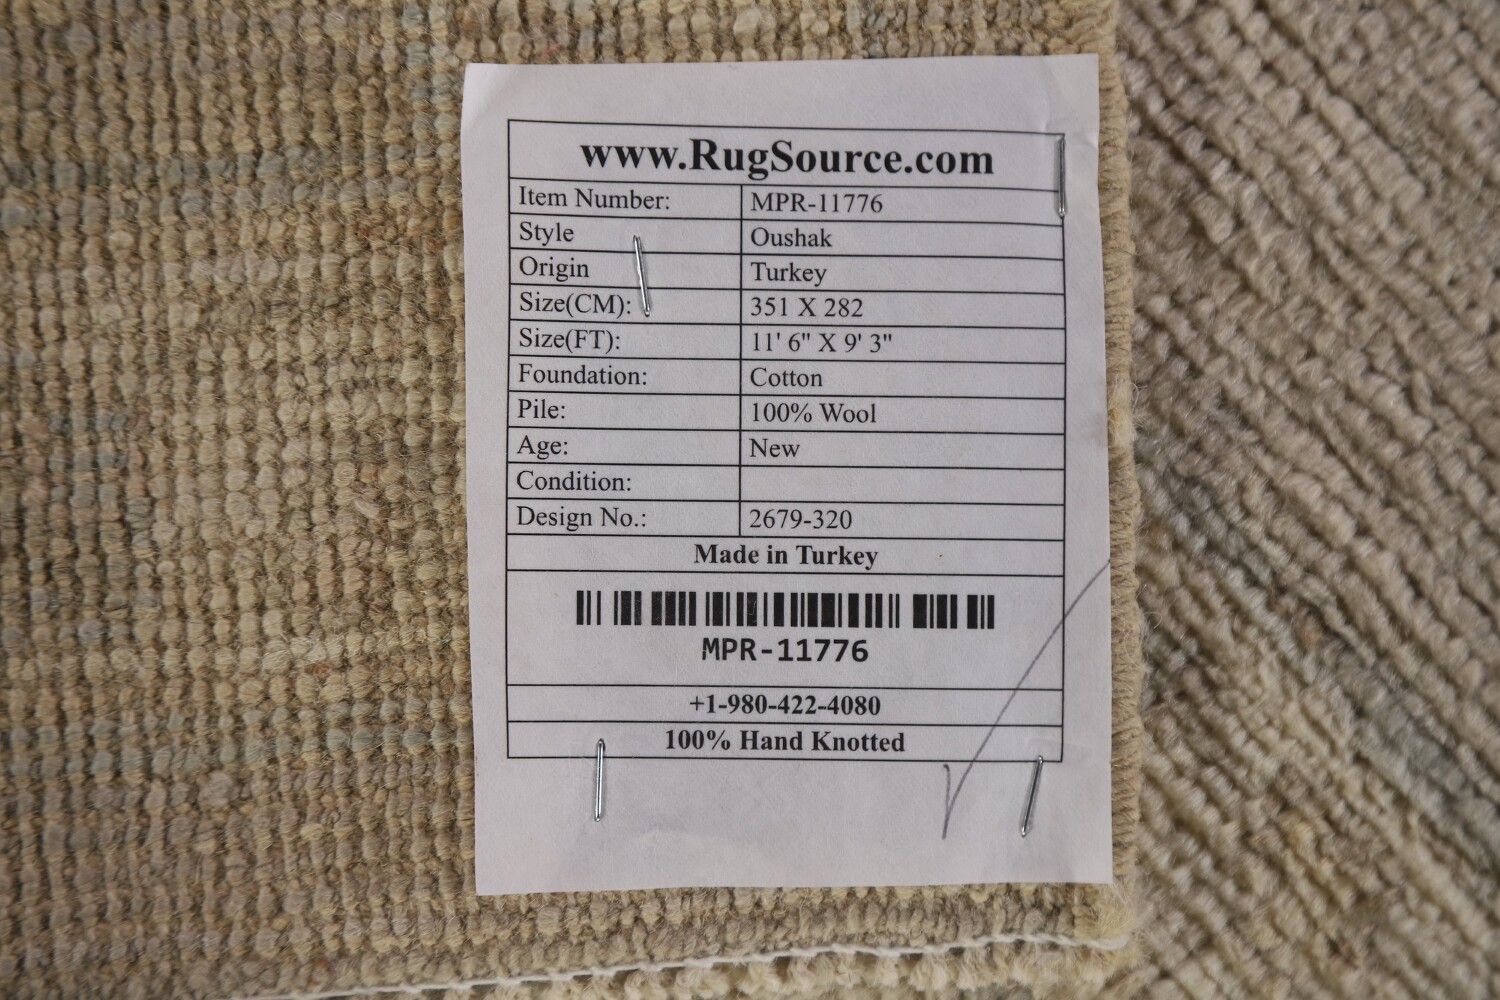 www.RugSource.com
Item Number: MPR-11776
Style Oushak
Origin Turkey
Size(CM): 351 X 282
Size(FT): 11' 6" X 9' 3"
Foundation: Cotton
Pile: 100% Wool
Age: New
Condition:
Design No.: 2679-320
Made in Turkey
MPR-11776
+1-980-422-4080
100% Hand Knotted